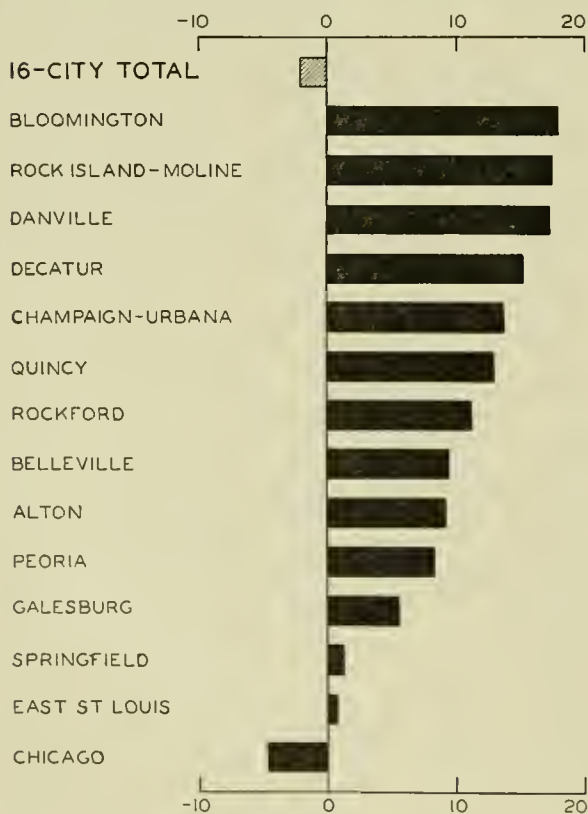 -10 0 10 20
16-CITY TOTAL
BLOOMINGTON
ROCK ISLAND-MOLINE
DANVILLE
DECATUR
CHAMPAIGN-URBANA
QUINCY
ROCKFORD
BELLEVILLE
ALTON
PEORIA
GALESBURG
SPRINGFIELD
EAST ST LOUIS
CHICAGO
-10 0 10 20